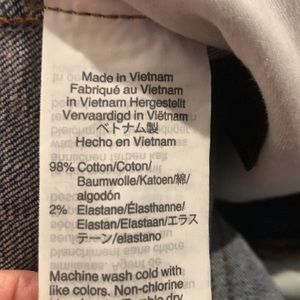 Made in Vietnam
Fabriqué au Vietnam
in Vietnam Hergestellt
Vervaardigd in Viëtnam
ベトナム製
Hecho en Vietnam
98% Cotton/Coton/
Baumwolle/Katoen/綿/
algodón
2% Elastane/Élasthanne/
Elastan/Elastaan/エラス
テーン/elastano
Machine wash cold with
like colors. Non-chlorine